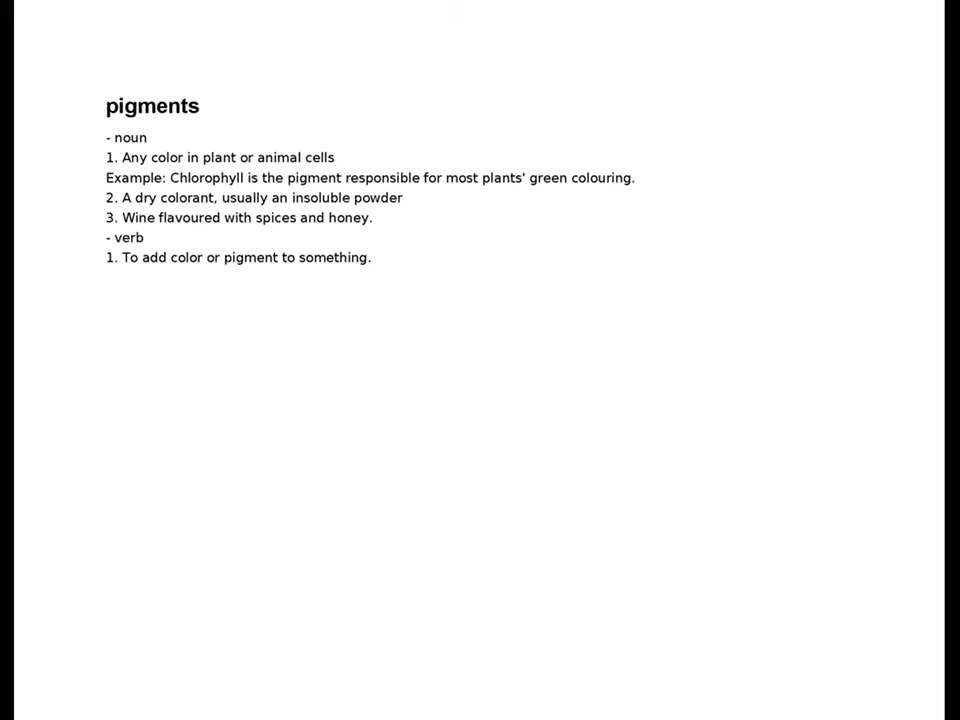 pigments
- noun
1. Any color in plant or animal cells
Example: Chlorophyll is the pigment responsible for most plants' green colouring.
2. A dry colorant, usually an insoluble powder
3. Wine flavoured with spices and honey.
- verb
1. To add color or pigment to something.